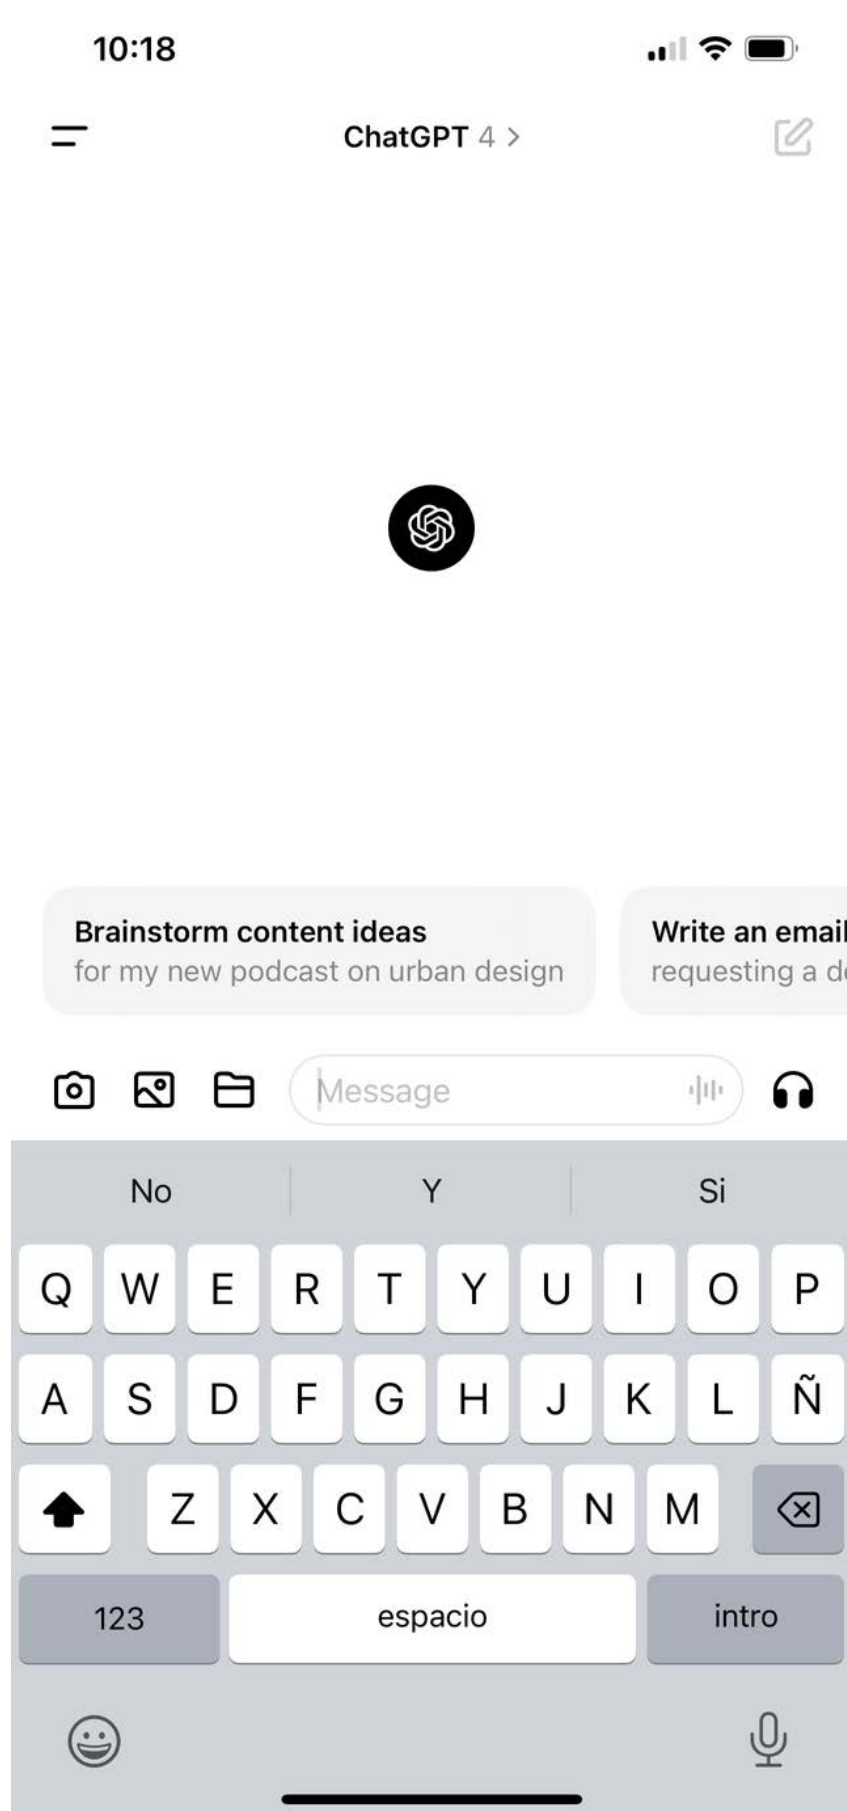 10:18
ChatGPT 4 >
Brainstorm content ideas
for my new podcast on urban design
Write an email
requesting a de
Message
No Y Si
Q W E R T Y U I O P
A S D F G H J K L Ñ
Z X C V B N M
123 espacio intro